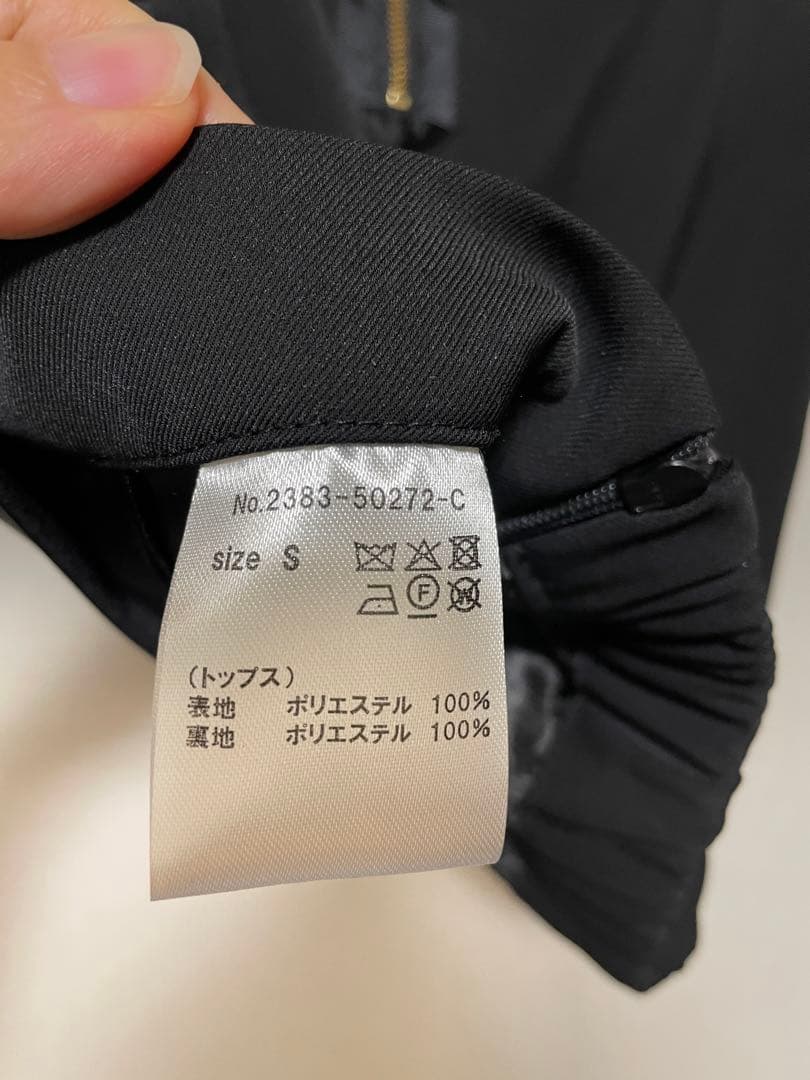 No.2383-50272-C
size S
F W
(トップス)
表地 ポリエステル 100%
裏地 ポリエステル 100%